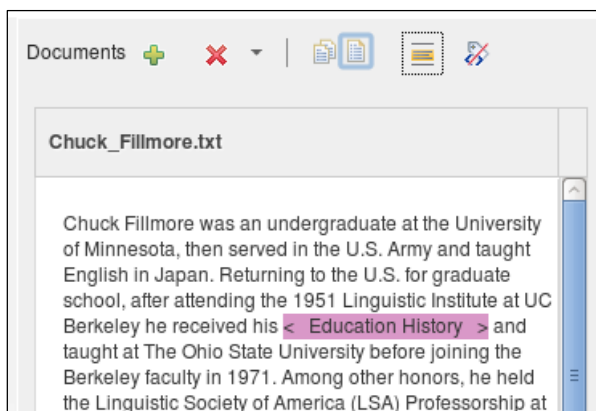 Documents
Chuck_Fillmore.txt
Chuck Fillmore was an undergraduate at the University
of Minnesota, then served in the U.S. Army and taught
English in Japan. Returning to the U.S. for graduate
school, after attending the 1951 Linguistic Institute at UC
Berkeley he received his < Education History > and
taught at The Ohio State University before joining the
Berkeley faculty in 1971. Among other honors, he held
the Linguistic Society of America (LSA) Professorship at